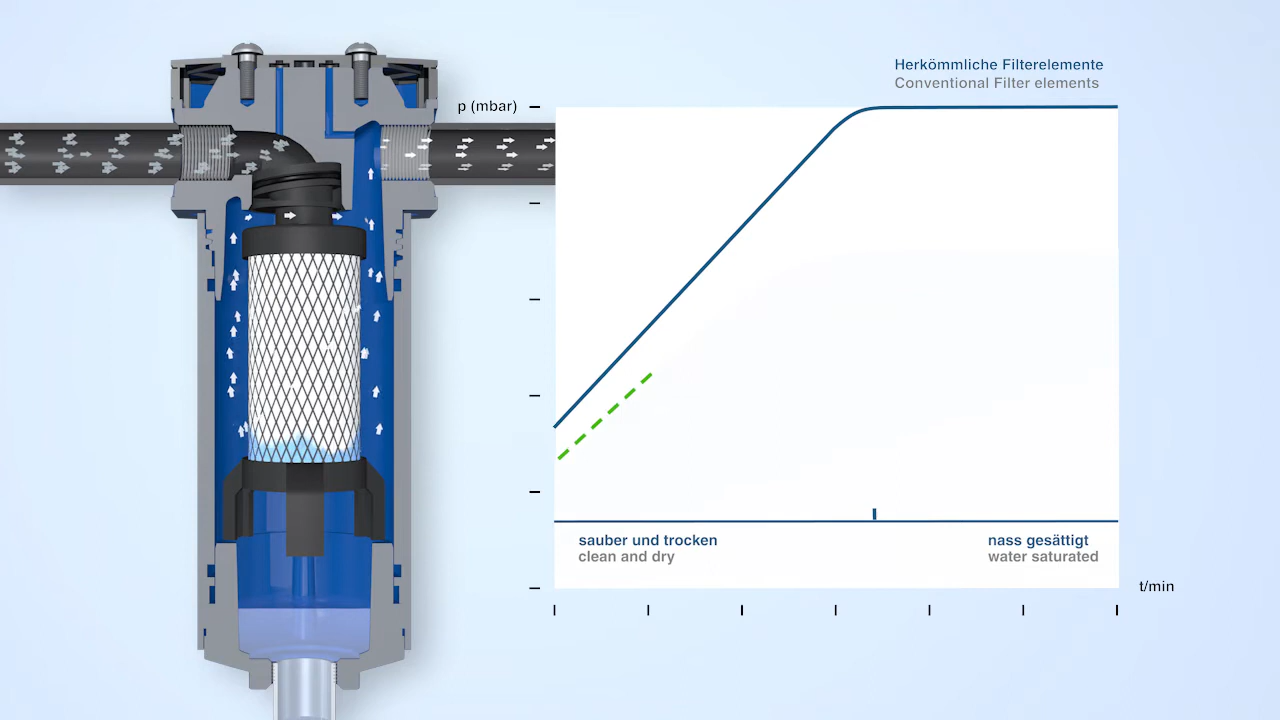 Herkömmliche Filterelemente
Conventional Filter elements
p (mbar)
sauber und trocken
clean and dry
nass gesättigt
water saturated
t/min